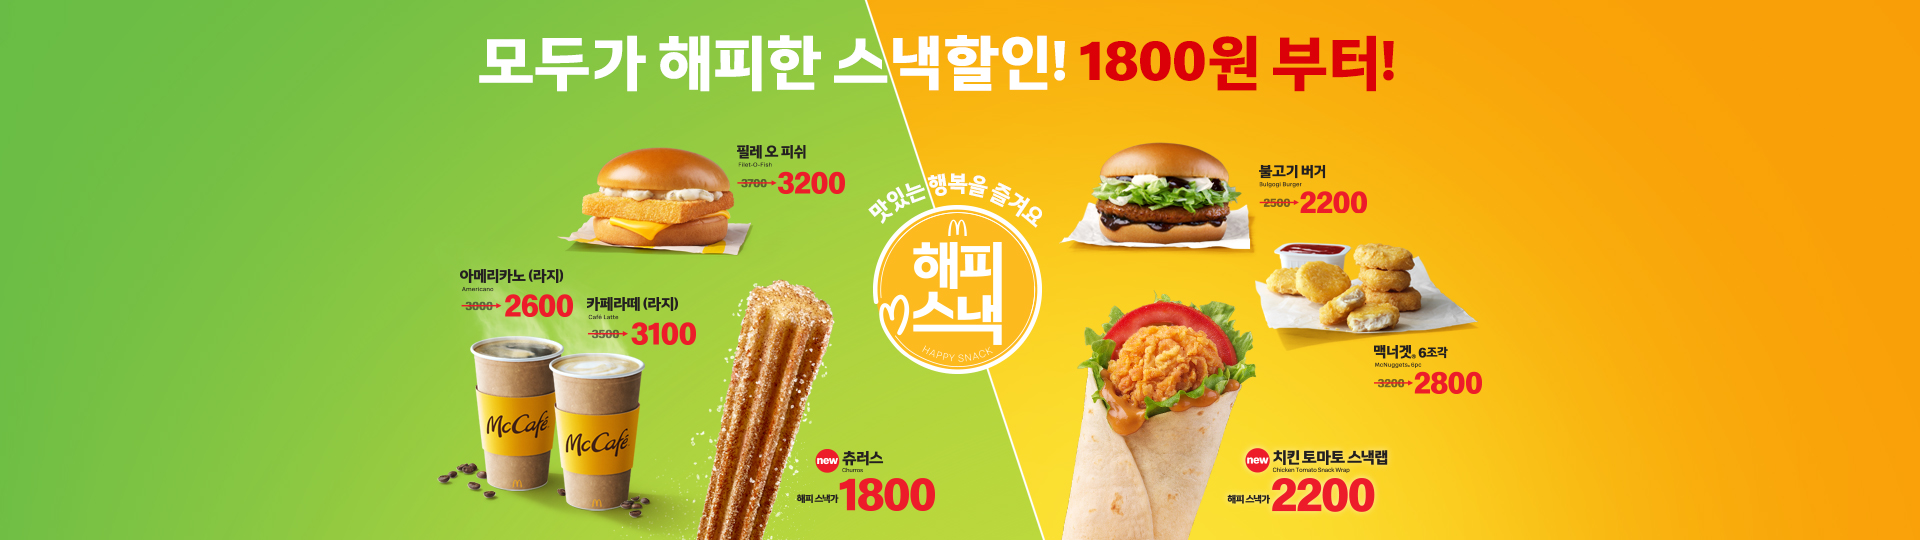 모두가 해피한 스낵할인! 1800원 부터!
필레 오 피쉬
Filet-O-Fish
3700 3200
아메리카노 (라지)
Americano
3000 2600
카페라떼 (라지)
Café Latte
3500 3100
McCafé
McCafé
new 츄러스
Churros
해피 스낵가 1800
맛있는 행복을 즐겨요
해피
스낵
HAPPY SNACK
불고기 버거
Bulgogi Burger
2500 2200
맥너겟® 6조각
McNuggets® 6pc
3200 2800
new 치킨 토마토 스낵랩
Chicken Tomato Snack Wrap
해피 스낵가 2200